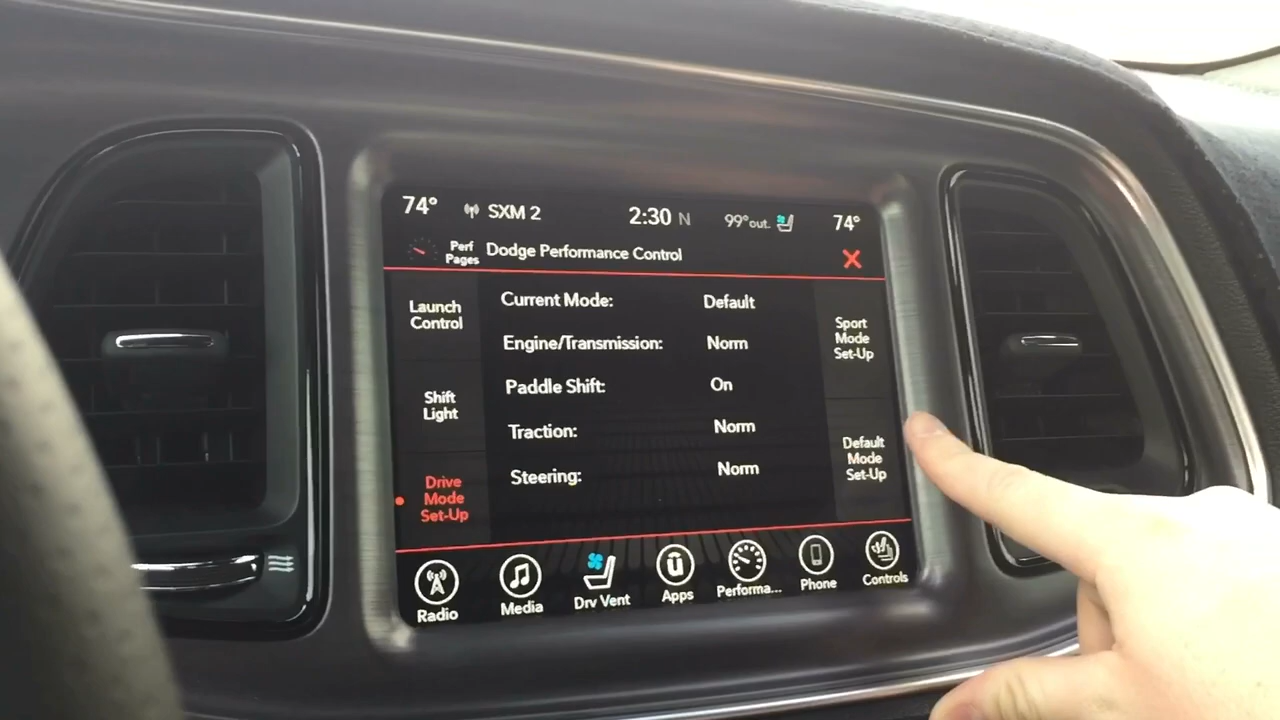 74° SXM 2 2:30 N 99°out. 74°
Perf
Pages
Dodge Performance Control
Launch
Control
Shift
Light
Drive
Mode
Set-Up
Current Mode: Default
Engine/Transmission: Norm
Paddle Shift: On
Traction: Norm
Steering: Norm
Sport
Mode
Set-Up
Default
Mode
Set-Up
Radio Media Drv Vent Apps Performa... Phone Controls